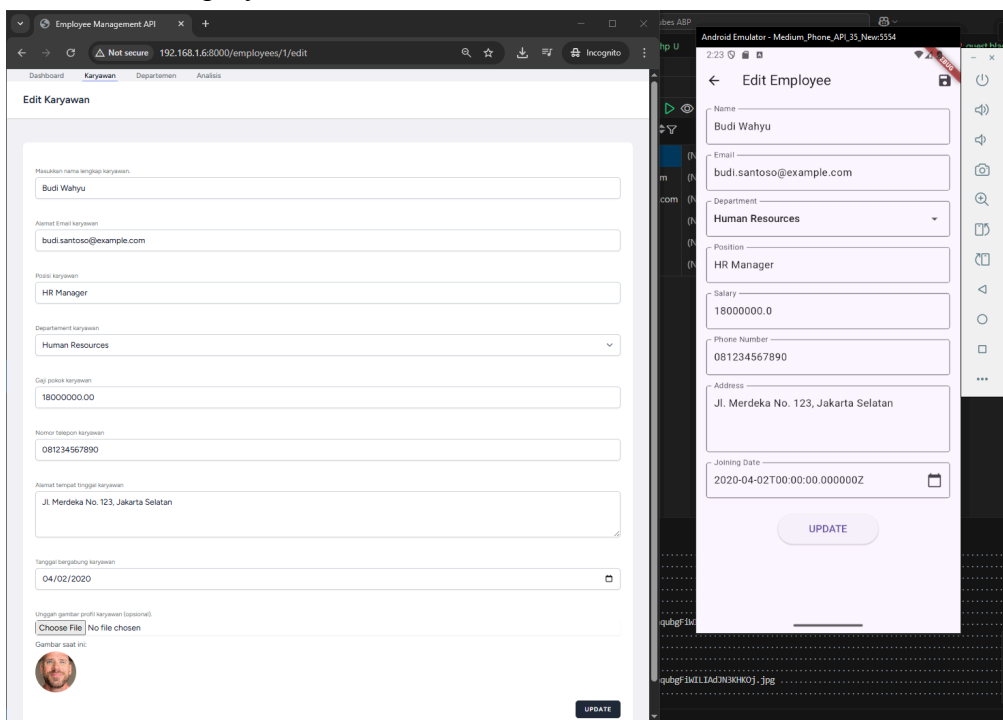 Employee Management API
Not secure
192.168.1.6:8000/employees/1/edit
Incognito
Dashboard
Karyawan
Departemen
Analisis
Edit Karyawan
Masukkan nama lengkap karyawan.
Budi Wahyu
Alamat Email karyawan
budi.santoso@example.com
Posisi karyawan
HR Manager
Departement karyawan
Human Resources
Gaji pokok karyawan
18000000.00
Nomor telepon karyawan
081234567890
Alamat tempat tinggal karyawan
Jl. Merdeka No. 123, Jakarta Selatan
Tanggal bergabung karyawan
04/02/2020
Unggah gambar profil karyawan (opsional).
Choose File No file chosen
Gambar saat ini:
UPDATE
ABP
hp U
m
com
Android Emulator - Medium_Phone_API_35_New:5554
2:23
Edit Employee
Name
Budi Wahyu
Email
budi.santoso@example.com
Department
Human Resources
Position
HR Manager
Salary
18000000.0
Phone Number
081234567890
Address
Jl. Merdeka No. 123, Jakarta Selatan
Joining Date
2020-04-02T00:00:00.000000Z
UPDATE